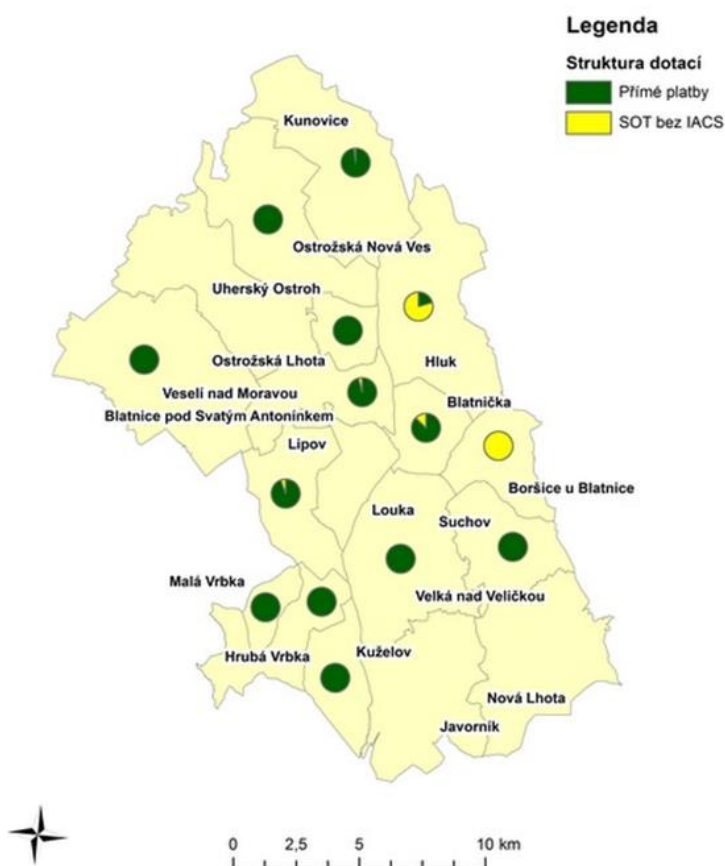 Legenda
Struktura dotací
Přímé platby
SOT bez IACS
Kunovice
Ostrožská Nová Ves
Uherský Ostroh
Ostrožská Lhota
Hluk
Veselí nad Moravou
Blatnička
Blatnice pod Svatým Antonínkem
Lipov
Boršice u Blatnice
Louka
Suchov
Malá Vrbka
Velká nad Veličkou
Hrubá Vrbka
Kuželov
Nová Lhota
Javorník
0 2,5 5 10 km